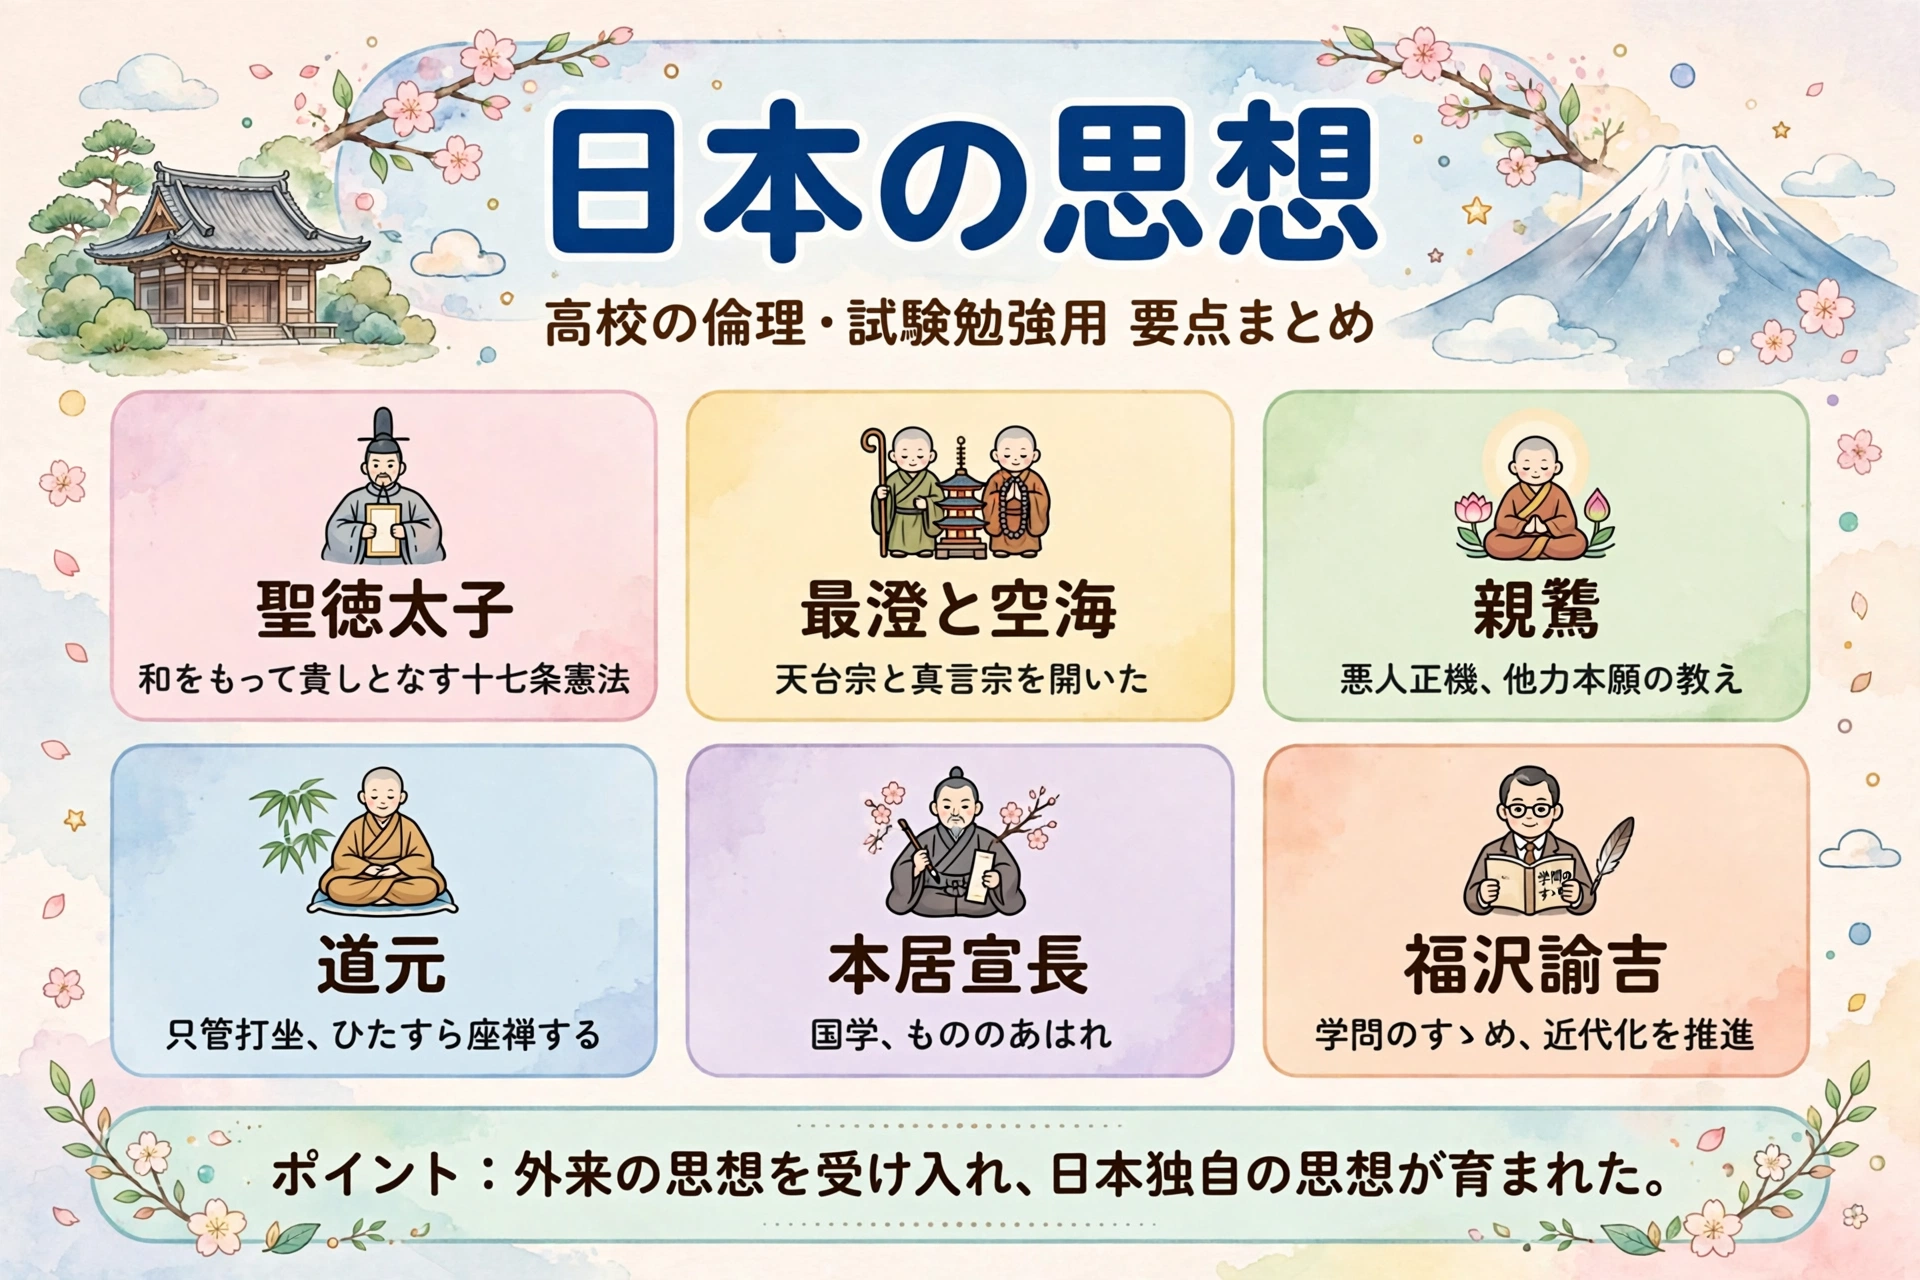 日本の思想
高校の倫理・試験勉強用 要点まとめ
聖徳太子
和をもって貴しとなす十七条憲法
最澄と空海
天台宗と真言宗を開いた
親鸞
悪人正機、他力本願の教え
道元
只管打坐、ひたすら座禅する
本居宣長
国学、もののあはれ
学問の
すゝ
福沢諭吉
学問のすゝめ、近代化を推進
ポイント：外来の思想を受け入れ、日本独自の思想が育まれた。